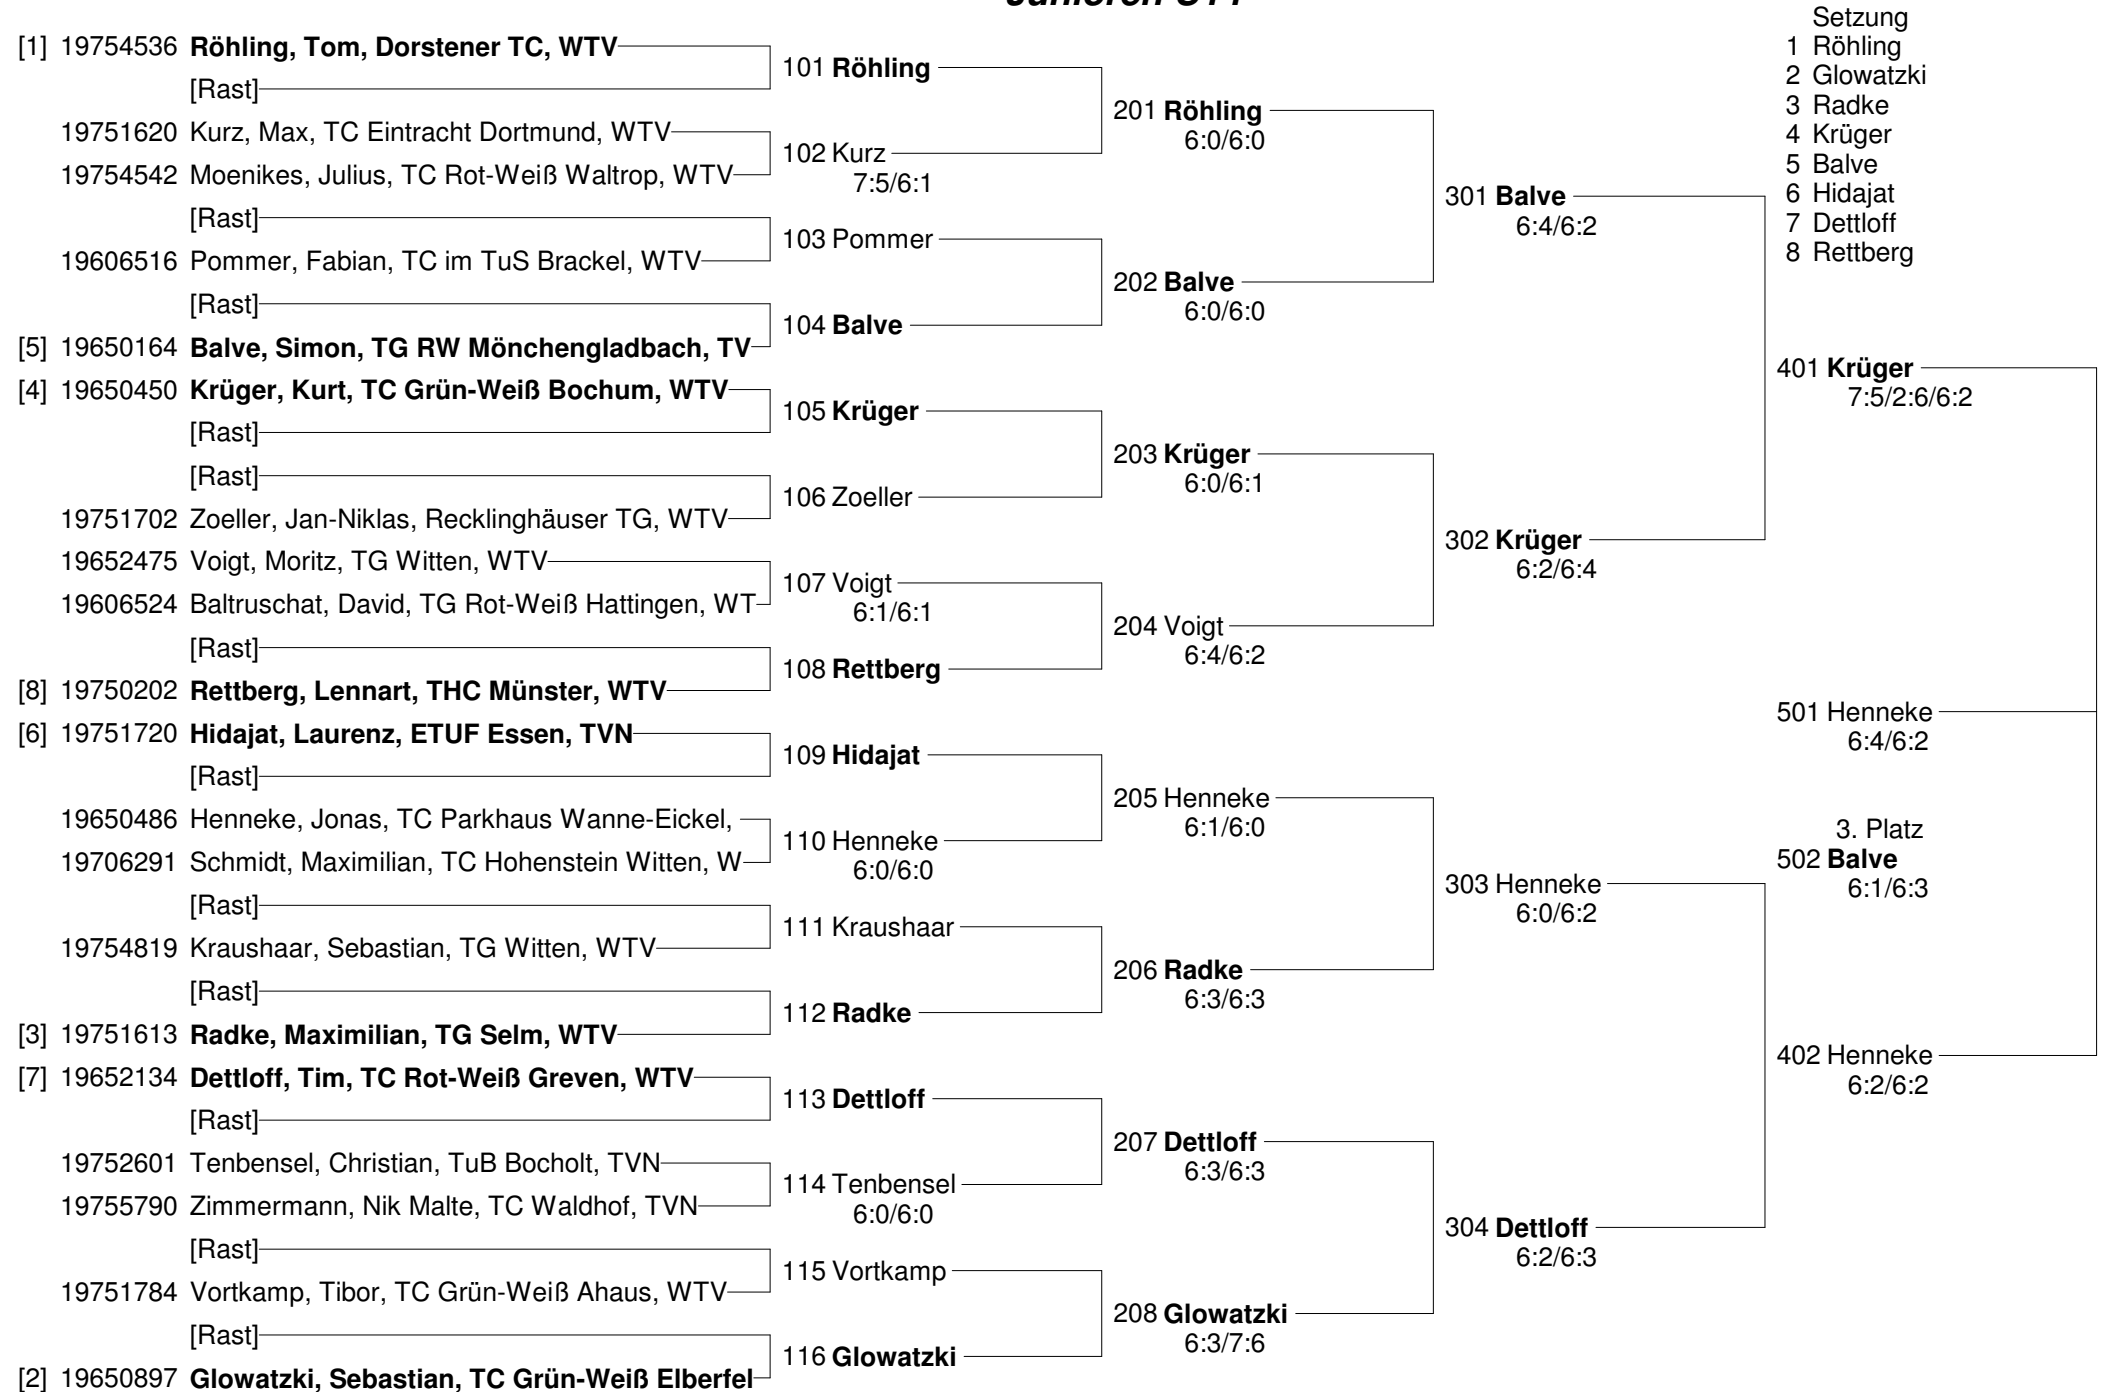 Setzung
1 Röhling
2 Glowatzki
3 Radke
4 Krüger
5 Balve
6 Hidajat
7 Dettloff
8 Rettberg
[1] 19754536 Röhling, Tom, Dorstener TC, WTV
[Rast]
19751620 Kurz, Max, TC Eintracht Dortmund, WTV
19754542 Moenikes, Julius, TC Rot-Weiß Waltrop, WTV
[Rast]
19606516 Pommer, Fabian, TC im TuS Brackel, WTV
[Rast]
[5] 19650164 Balve, Simon, TG RW Mönchengladbach, TV
[4] 19650450 Krüger, Kurt, TC Grün-Weiß Bochum, WTV
[Rast]
[Rast]
19751702 Zoeller, Jan-Niklas, Recklinghäuser TG, WTV
19652475 Voigt, Moritz, TG Witten, WTV
19606524 Baltruschat, David, TG Rot-Weiß Hattingen, WT
[Rast]
[8] 19750202 Rettberg, Lennart, THC Münster, WTV
[6] 19751720 Hidajat, Laurenz, ETUF Essen, TVN
[Rast]
19650486 Henneke, Jonas, TC Parkhaus Wanne-Eickel,
19706291 Schmidt, Maximilian, TC Hohenstein Witten, W
[Rast]
19754819 Kraushaar, Sebastian, TG Witten, WTV
[Rast]
[3] 19751613 Radke, Maximilian, TG Selm, WTV
[7] 19652134 Dettloff, Tim, TC Rot-Weiß Greven, WTV
[Rast]
19752601 Tenbensel, Christian, TuB Bocholt, TVN
19755790 Zimmermann, Nik Malte, TC Waldhof, TVN
[Rast]
19751784 Vortkamp, Tibor, TC Grün-Weiß Ahaus, WTV
[Rast]
[2] 19650897 Glowatzki, Sebastian, TC Grün-Weiß Elberfel
101 Röhling
102 Kurz
7:5/6:1
103 Pommer
104 Balve
105 Krüger
106 Zoeller
107 Voigt
6:1/6:1
108 Rettberg
109 Hidajat
110 Henneke
6:0/6:0
111 Kraushaar
112 Radke
113 Dettloff
114 Tenbensel
6:0/6:0
115 Vortkamp
116 Glowatzki
201 Röhling
6:0/6:0
202 Balve
6:0/6:0
203 Krüger
6:0/6:1
204 Voigt
6:4/6:2
205 Henneke
6:1/6:0
206 Radke
6:3/6:3
207 Dettloff
6:3/6:3
208 Glowatzki
6:3/7:6
301 Balve
6:4/6:2
302 Krüger
6:2/6:4
303 Henneke
6:0/6:2
304 Dettloff
6:2/6:3
401 Krüger
7:5/2:6/6:2
501 Henneke
6:4/6:2
3. Platz
502 Balve
6:1/6:3
402 Henneke
6:2/6:2